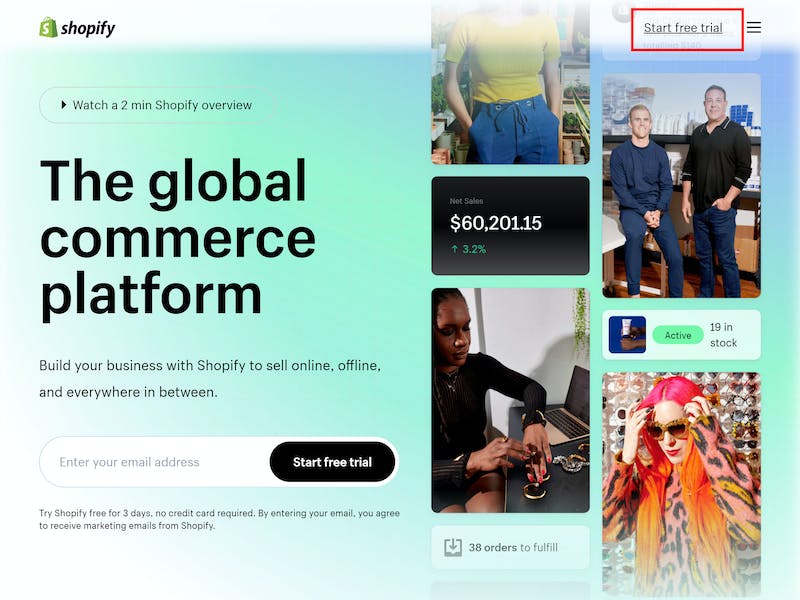 shopify
Start free trial
totalling $140
Watch a 2 min Shopify overview
The global
commerce
platform
Build your business with Shopify to sell online, offline,
and everywhere in between.
Enter your email address
Start free trial
Try Shopify free for 3 days, no credit card required. By entering your email, you agree
to receive marketing emails from Shopify.
Net Sales
$60,201.15
↑ 3.2%
Active
19 in
stock
38 orders to fulfill